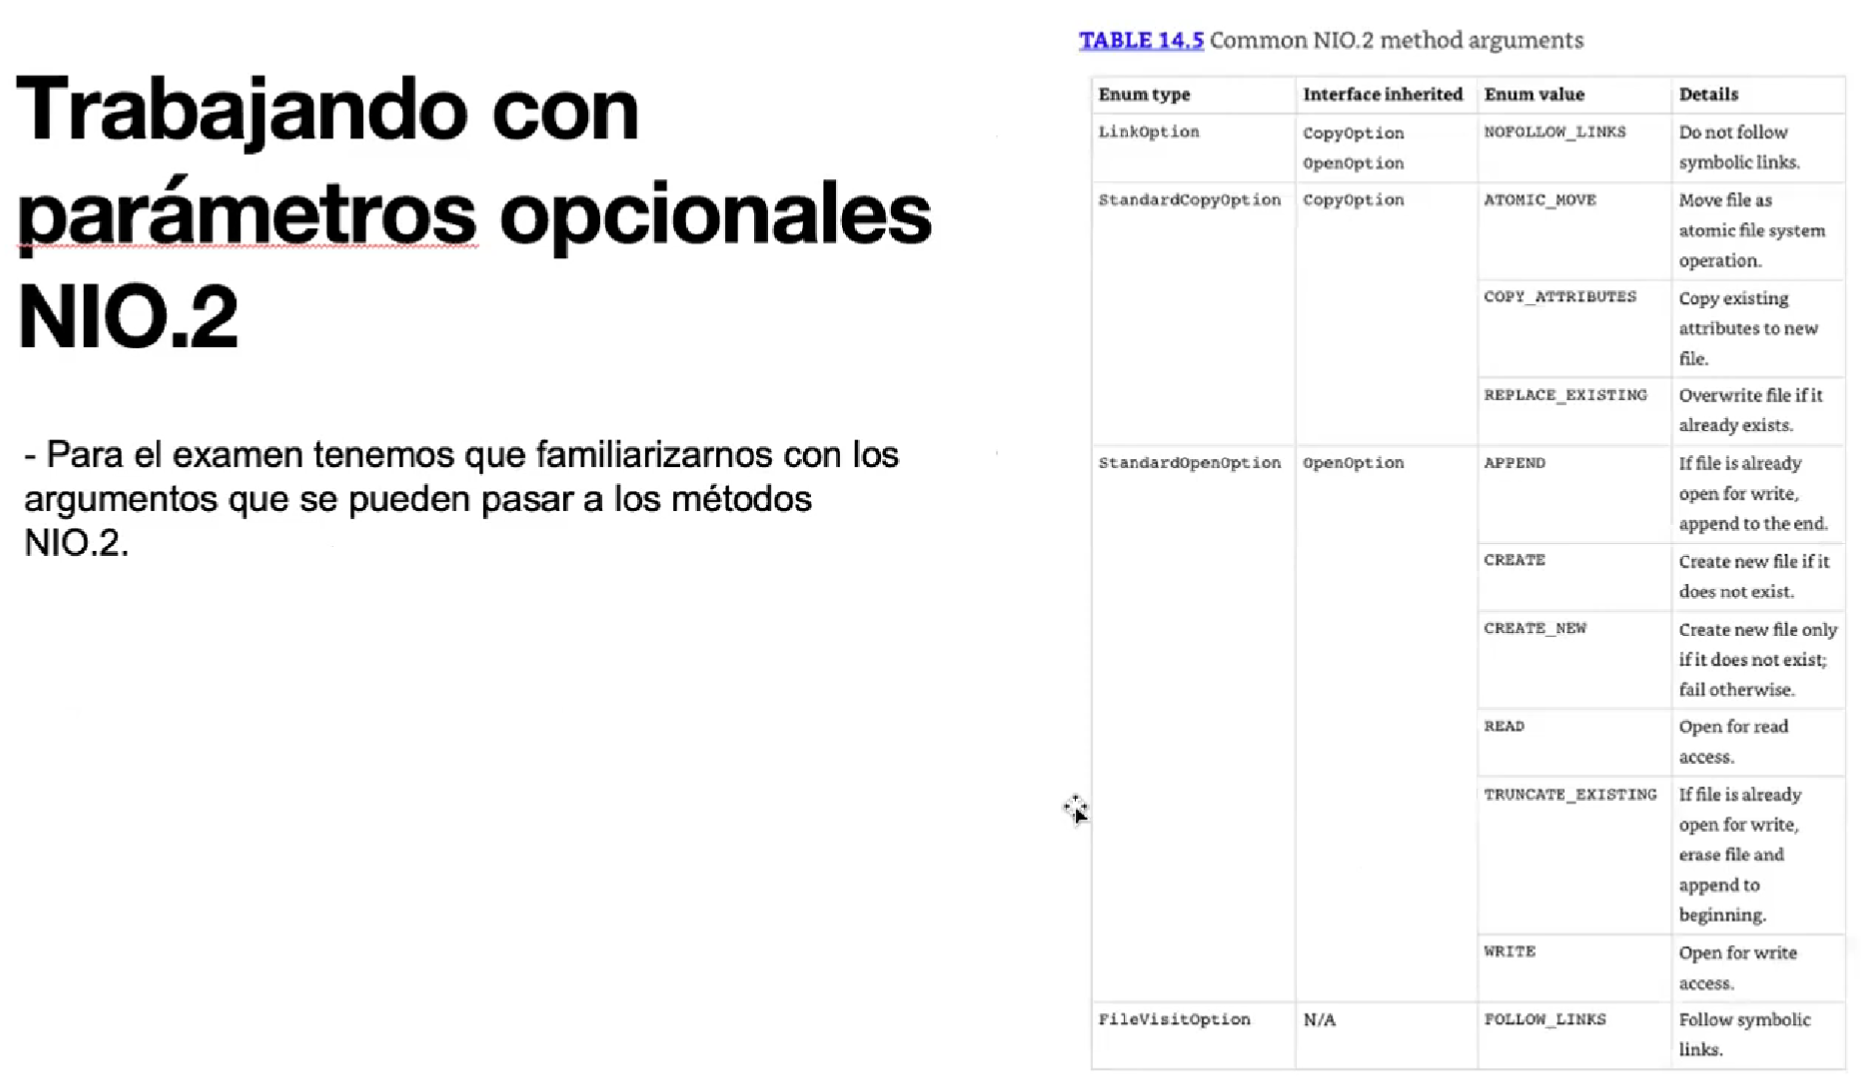 Trabajando con
parámetros opcionales
NIO.2
- Para el examen tenemos que familiarizarnos con los
argumentos que se pueden pasar a los métodos
NIO.2.
TABLE 14.5 Common NIO.2 method arguments
Enum type Interface inherited Enum value Details
LinkOption CopyOption NOFOLLOW_LINKS Do not follow
OpenOption symbolic links.
StandardCopyOption CopyOption ATOMIC_MOVE Move file as
atomic file system
operation.
COPY_ATTRIBUTES Copy existing
attributes to new
file.
REPLACE_EXISTING Overwrite file if it
already exists.
StandardOpenOption OpenOption APPEND If file is already
open for write,
append to the end.
CREATE Create new file if it
does not exist.
CREATE_NEW Create new file only
if it does not exist;
fail otherwise.
READ Open for read
access.
TRUNCATE_EXISTING If file is already
open for write,
erase file and
append to
beginning.
WRITE Open for write
access.
FileVisitOption N/A FOLLOW_LINKS Follow symbolic
links.